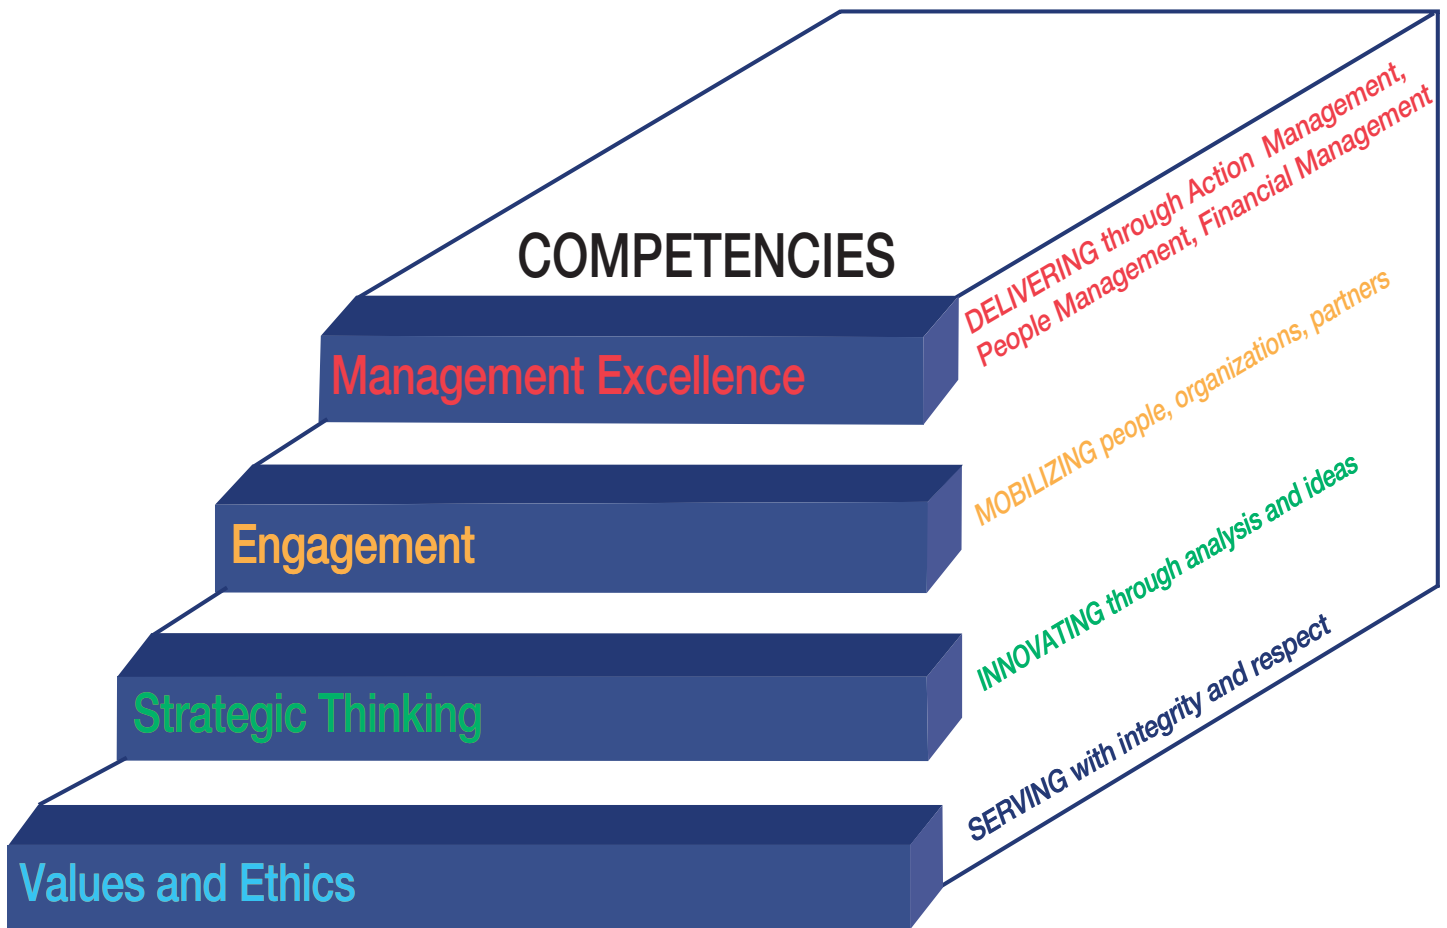 COMPETENCIES
Management Excellence
DELIVERING through Action Management,
People Management, Financial Management
Engagement
MOBILIZING people, organizations, partners
Strategic Thinking
INNOVATING through analysis and ideas
Values and Ethics
SERVING with integrity and respect